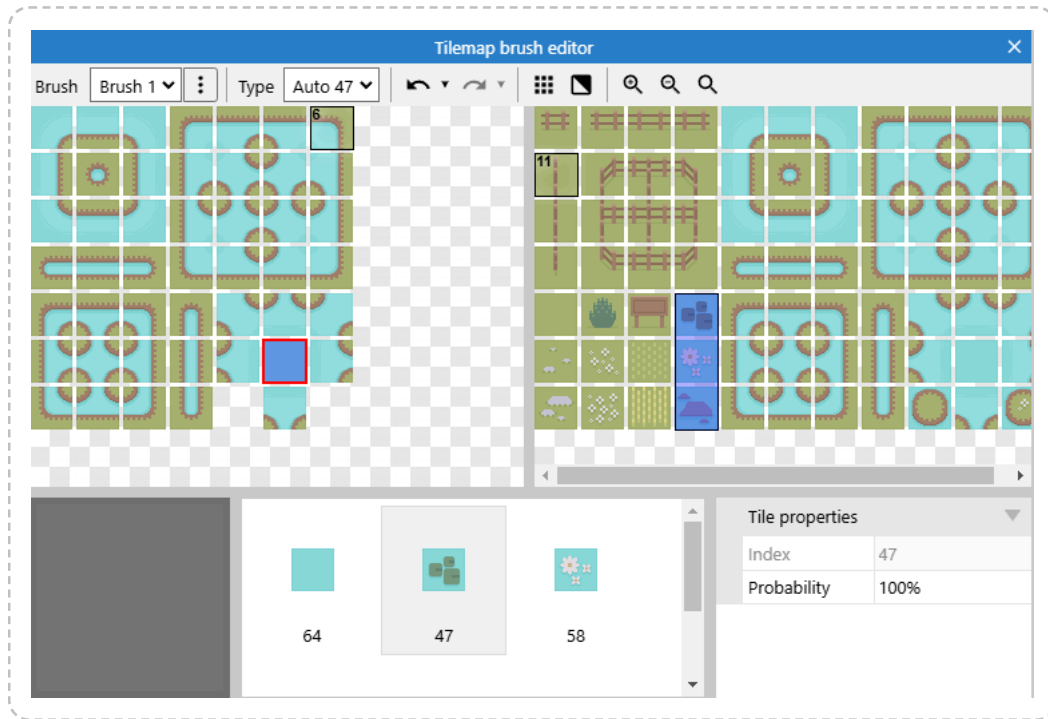 Tilemap brush editor
Brush Brush 1 Type Auto 47
6
11
Tile properties
Index 47
Probability 100%
64 47 58